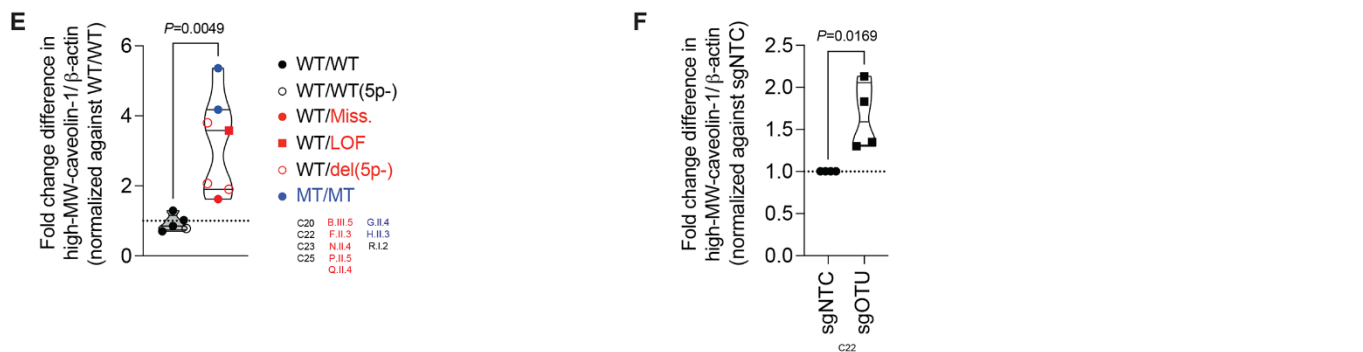 E
P=0.0049
Fold change difference in
high-MW-caveolin-1/β-actin
(normalized against WT/WT)
6
4
2
0
WT/WT
WT/WT(5p-)
WT/Miss.
WT/LOF
WT/del(5p-)
MT/MT
C20 B.III.5 G.II.4
C22 F.II.3 H.II.3
C23 N.II.4 R.I.2
C25 P.II.5
Q.II.4
F
P=0.0169
Fold change difference in
high-MW-caveolin-1/β-actin
(normalized against sgNTC)
2.5
2.0
1.5
1.0
0.5
0.0
sgNTC
sgOTU
C22